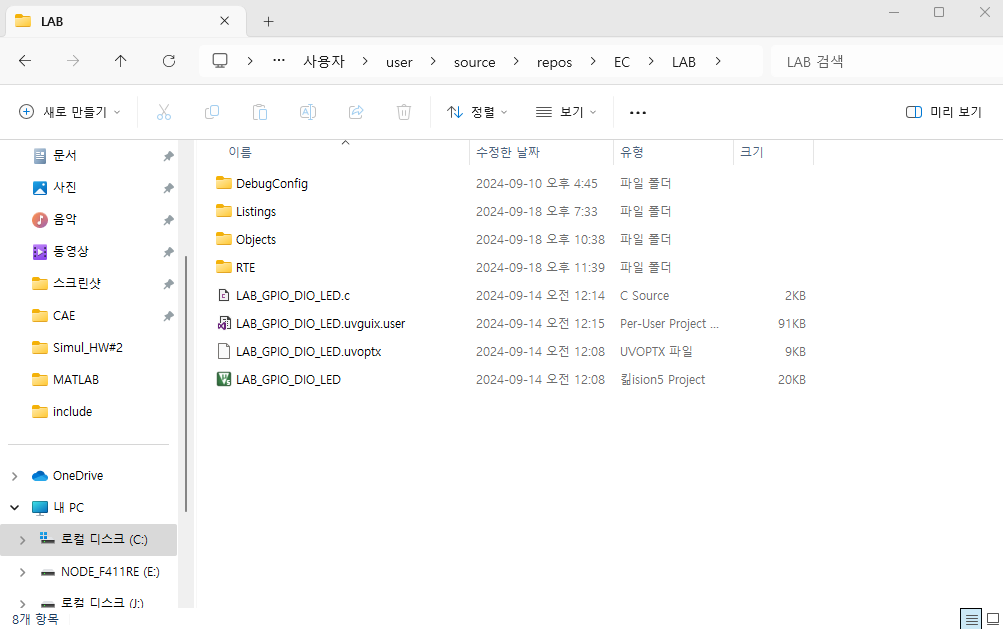 LAB
사용자 user source repos EC LAB
LAB 검색
새로 만들기
정렬
보기
미리 보기
문서
사진
음악
동영상
스크린샷
CAE
Simul_HW#2
MATLAB
include
OneDrive
내 PC
로컬 디스크 (C:)
NODE_F411RE (E:)
로컬 디스크 (J:)
이름 수정한 날짜 유형 크기
DebugConfig 2024-09-10 오후 4:45 파일 폴더
Listings 2024-09-18 오후 7:33 파일 폴더
Objects 2024-09-18 오후 10:38 파일 폴더
RTE 2024-09-18 오후 11:39 파일 폴더
LAB_GPIO_DIO_LED.c 2024-09-14 오전 12:14 C Source 2KB
LAB_GPIO_DIO_LED.uvguix.user 2024-09-14 오전 12:15 Per-User Project ... 91KB
LAB_GPIO_DIO_LED.uvoptx 2024-09-14 오전 12:08 UVOPTX 파일 9KB
LAB_GPIO_DIO_LED 2024-09-14 오전 12:08 킮ision5 Project 20KB
8개 항목